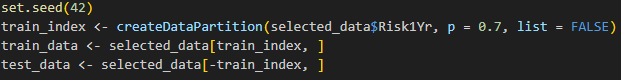 set.seed(42)
train_index <- createDataPartition(selected_data$Risk1Yr, p = 0.7, list = FALSE)
train_data <- selected_data[train_index, ]
test_data <- selected_data[-train_index, ]